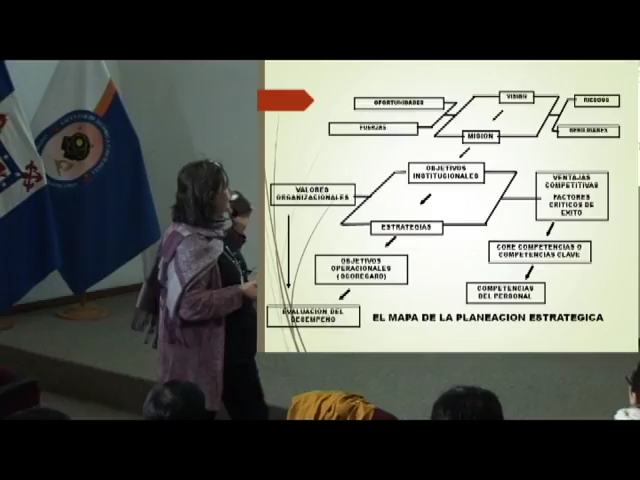 VISION
OPORTUNIDADES
RIESGOS
FUERZAS
DEBILIDADES
MISION
OBJETIVOS
INSTITUCIONALES
VENTAJAS
COMPETITIVAS
FACTORES
CRITICOS DE
EXITO
VALORES
ORGANIZACIONALES
ESTRATEGIAS
CORE COMPETENCIAS O
COMPETENCIAS CLAVE
OBJETIVOS
OPERACIONALES
COMPETENCIAS
DEL PERSONAL
EVALUACION DEL
DESEMPEÑO
EL MAPA DE LA PLANEACION ESTRATEGICA